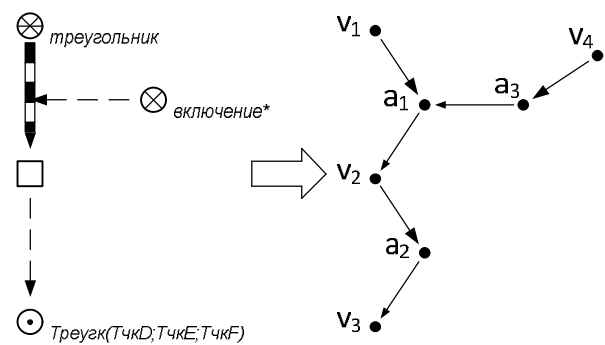 треугольник
включение*
Треугк(ТчкD;ТчкE;ТчкF)
v1
v4
a1
a3
v2
a2
v3